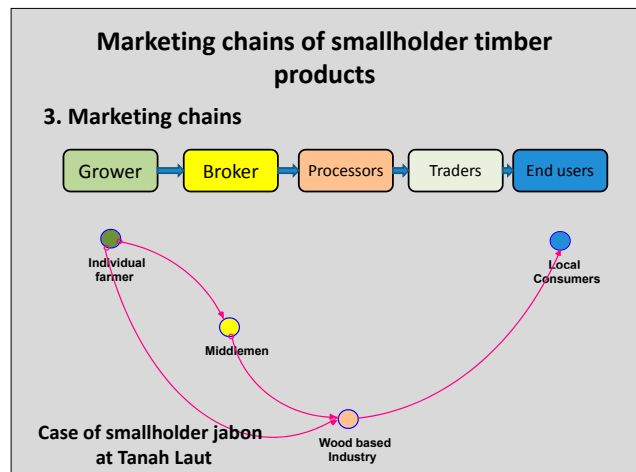 Marketing chains of smallholder timber
products
3. Marketing chains
Grower
Broker
Processors
Traders
End users
Individual
farmer
Local
Consumers
Middlemen
Case of smallholder jabon
at Tanah Laut
Wood based
Industry